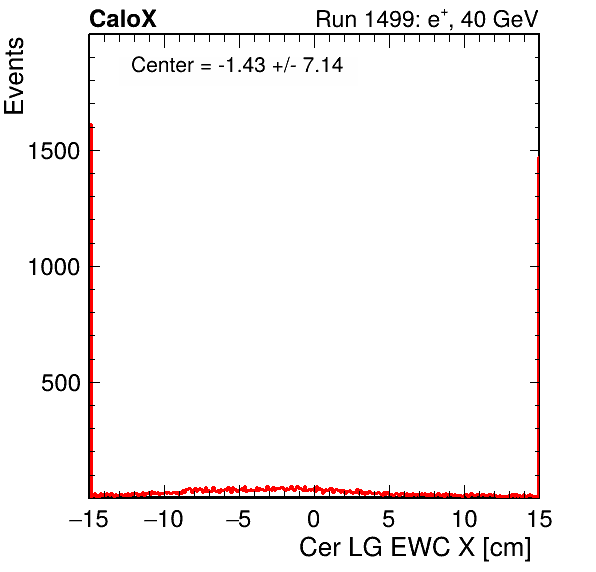 CaloX
Run 1499: e+, 40 GeV
Center = -1.43 +/- 7.14
Events
1500
1000
500
−15 −10 −5 0 5 10 15
Cer LG EWC X [cm]